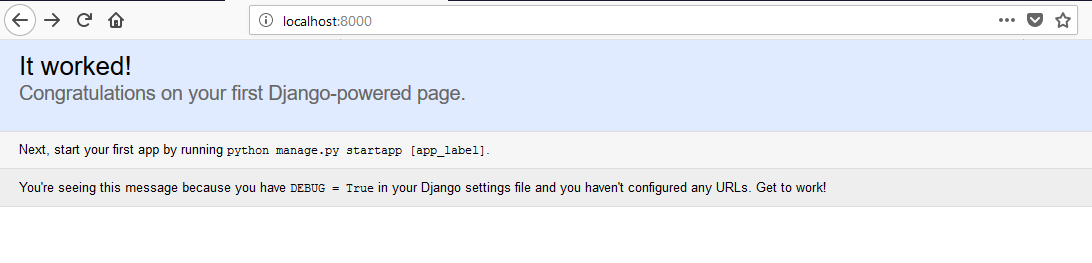 localhost:8000
It worked!
Congratulations on your first Django-powered page.
Next, start your first app by running python manage.py startapp [app_label].
You're seeing this message because you have DEBUG = True in your Django settings file and you haven't configured any URLs. Get to work!